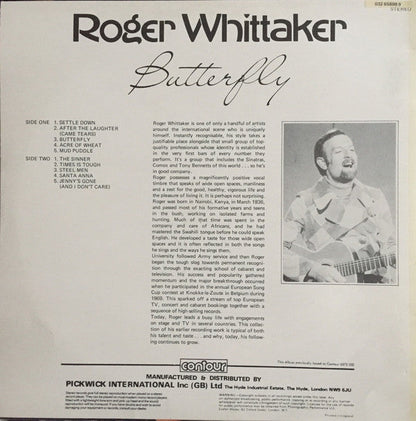 Roger Whittaker
Butterfly
SIDE ONE 1. SETTLE DOWN
2. AFTER THE LAUGHTER
(CAME TEARS)
3. BUTTERFLY
4. ACRE OF WHEAT
5. MUD PUDDLE
SIDE TWO 1. THE SINNER
2. TIMES IS TOUGH
3. STEEL MEN
4. SANTA ANNA
5. JENNY'S GONE
(AND I DON'T CARE)
Roger Whittaker is one of only a handful of artists
around the international scene who is uniquely
himself. Instantly recognisable, his style takes a
justifiable place alongside that small group of top-
quality professionals whose identity is established
in the very first bars of every number they
perform. It's a group that includes the Sinatras,
Comos and Tony Bennetts of this world . . . so he's
in good company.
Roger possess a magnificently positive vocal
timbre that speaks of wide open spaces, manliness
and a zest for the good, healthy, vigorous life and
the pleasure of living it. It is perhaps not surprising.
Roger was born in Nairobi, Kenya, in March 1936,
and passed most of his formative years and teens
in the bush, working on isolated farms and
hunting. Much of that time was spent in the
company and care of Africans, and he had
mastered the Swahili tongue before he could speak
English. He developed a taste for those wide open
spaces and it is often reflected in both the songs
he sings and the ways he sings them.
University followed Army service and then Roger
began the tough slog towards permanent recogni-
tion through the exacting school of cabaret and
television. His success and popularity gathered
momentum and the major breakthrough occurred
when he participated in the annual European Song
Cup contest at Knokke-le-Zoute in Belgium during
1969. This sparked off a stream of top European
TV, concert and cabaret bookings together with a
sequence of high-selling records.
Today, Roger leads a busy life with engagements
on stage and TV in several countries. This collec-
tion of his earlier recording work is typical of both
his talent and taste . . . and why, today, his follow-
ing continues to grow.
contour
This album previously issued as Contour
MANUFACTURED & DISTRIBUTED BY
PICKWICK INTERNATIONAL Inc (GB) Ltd The Hyde Industrial Estate, The Hyde, London NW9 6JU